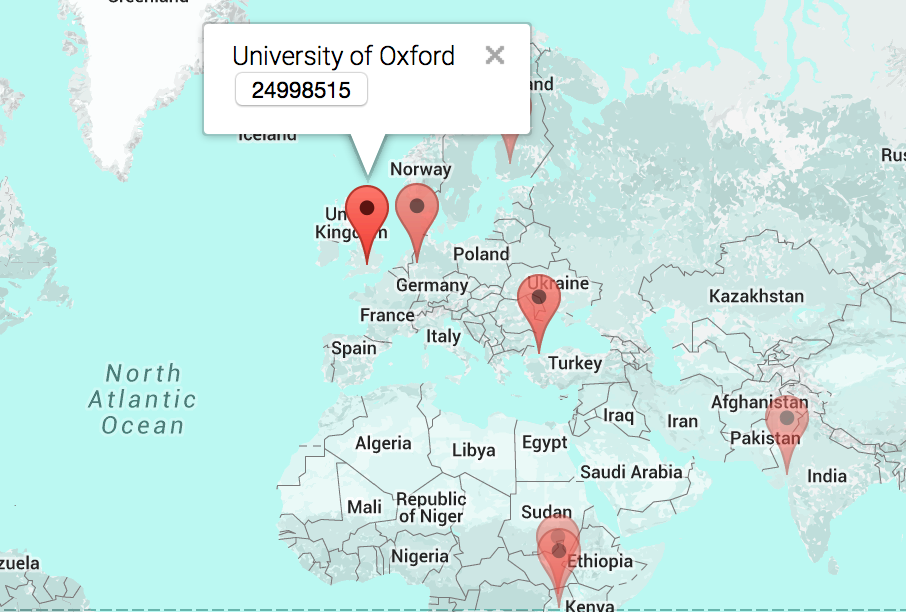 Greenland
University of Oxford
24998515
and
Iceland
Rus
Norway
Un
Kingdom
Poland
Ukraine
Germany
Kazakhstan
France
Italy
Spain
Turkey
North
Atlantic
Ocean
Afghanistan
Iraq
Iran
Pakistan
Algeria
Libya
Egypt
Saudi Arabia
India
Mali
Republic
of Niger
Sudan
Nigeria
Ethiopia
zuela
Kenya